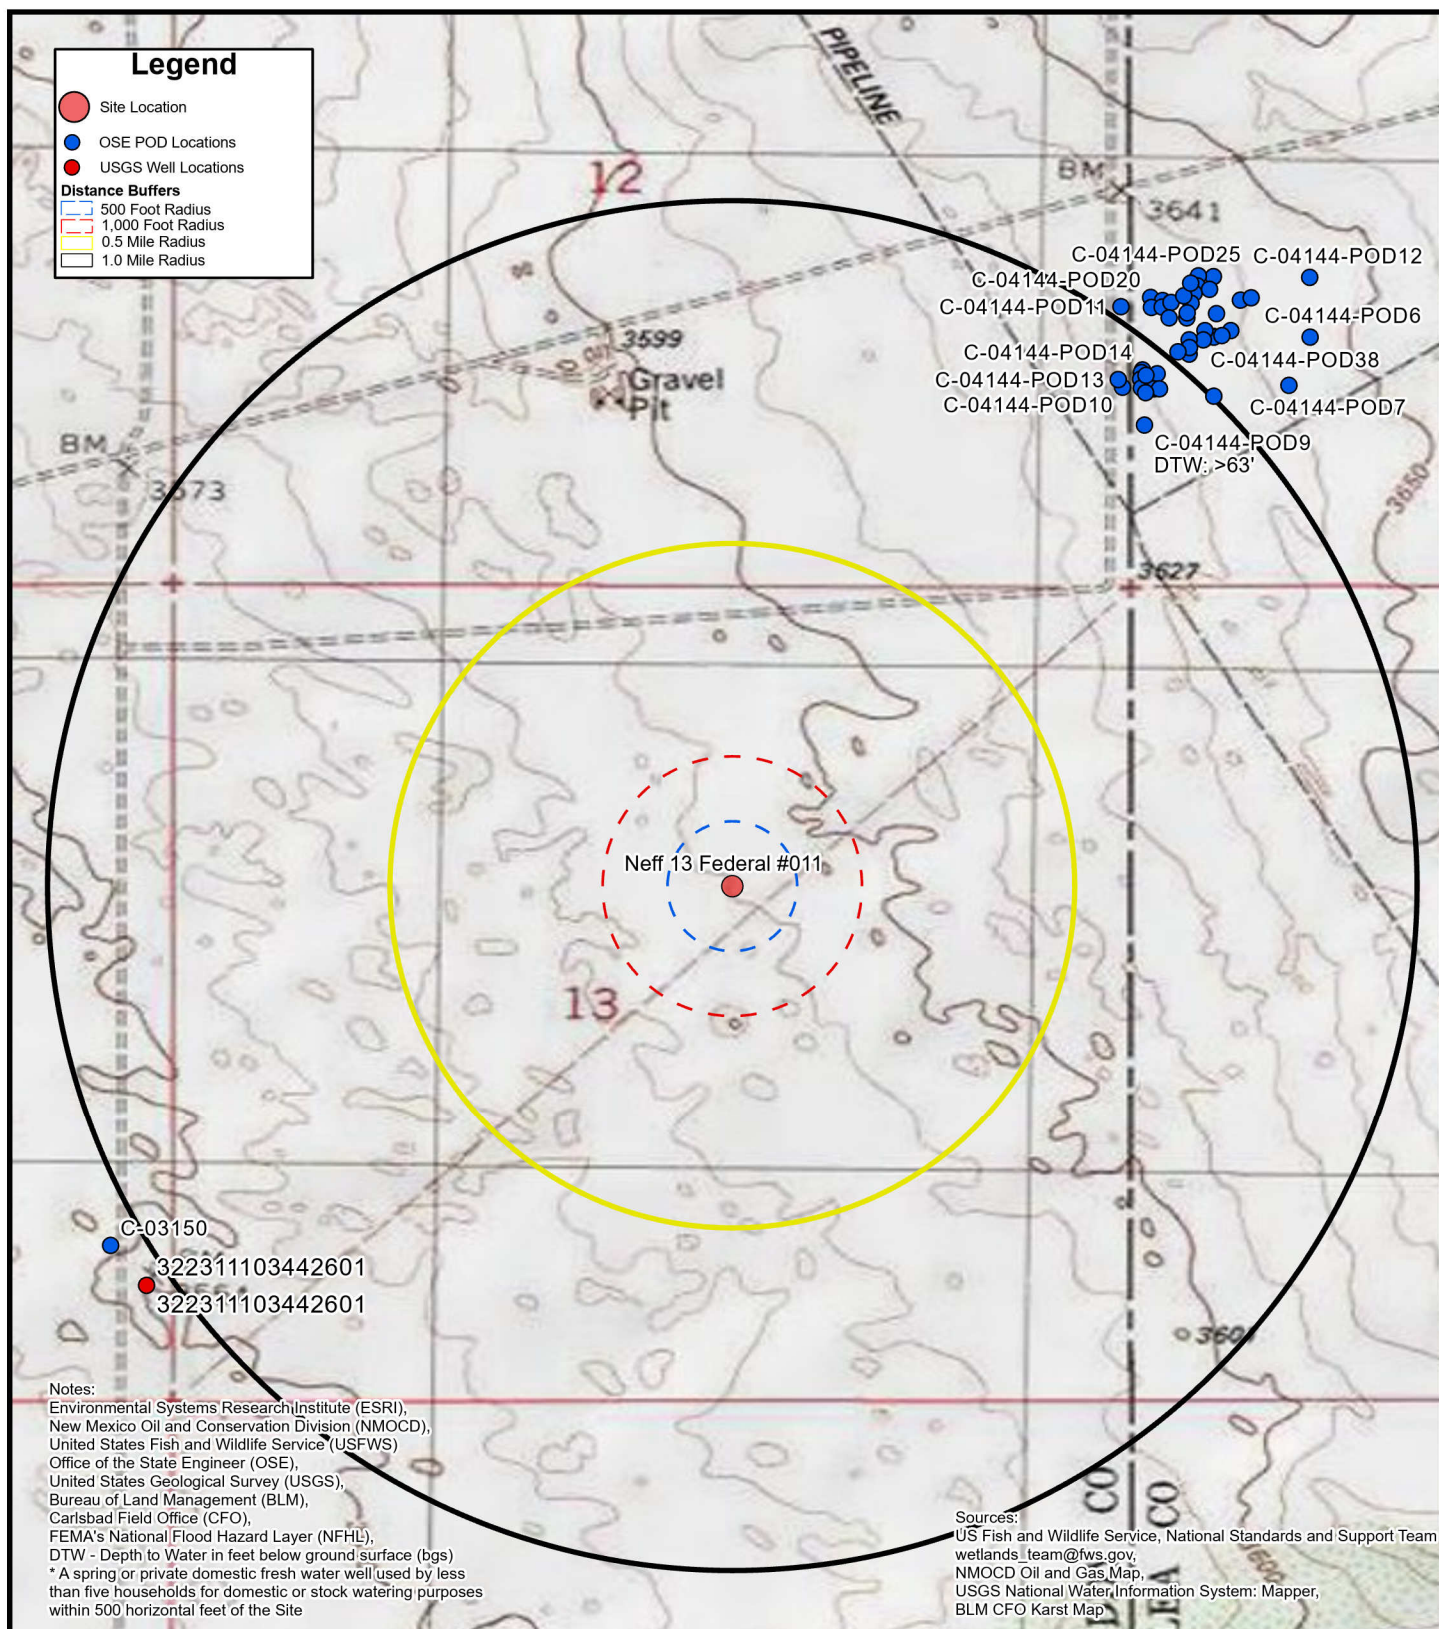 Legend
Site Location
OSE POD Locations
USGS Well Locations
Distance Buffers
500 Foot Radius
1,000 Foot Radius
0.5 Mile Radius
1.0 Mile Radius
PIPELINE
12
BM
3641
C-04144-POD25
C-04144-POD12
C-04144-POD20
C-04144-POD11
C-04144-POD6
3599
Gravel
Pit
C-04144-POD14
C-04144-POD38
C-04144-POD13
C-04144-POD10
C-04144-POD7
C-04144-POD9
DTW: >63'
BM
3573
3650
3627
Neff 13 Federal #011
13
C-03150
322311103442601
322311103442601
Notes:
Environmental Systems Research Institute (ESRI),
New Mexico Oil and Conservation Division (NMOCD),
United States Fish and Wildlife Service (USFWS)
Office of the State Engineer (OSE),
United States Geological Survey (USGS),
Bureau of Land Management (BLM),
Carlsbad Field Office (CFO),
FEMA's National Flood Hazard Layer (NFHL),
DTW - Depth to Water in feet below ground surface (bgs)
* A spring or private domestic fresh water well used by less
than five households for domestic or stock watering purposes
within 500 horizontal feet of the Site
CO
LEA CO
3600
Sources:
US Fish and Wildlife Service, National Standards and Support Team
wetlands_team@fws.gov,
NMOCD Oil and Gas Map,
USGS National Water Information System: Mapper,
BLM CFO Karst Map